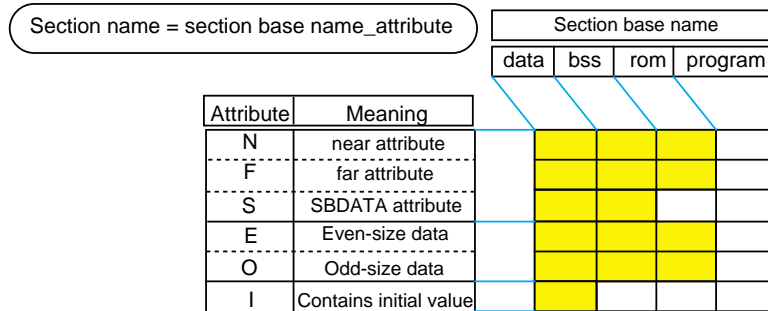 Section name = section base name_attribute
Section base name
data bss rom program
Attribute Meaning
N near attribute
F far attribute
S SBDATA attribute
E Even-size data
O Odd-size data
I Contains initial value